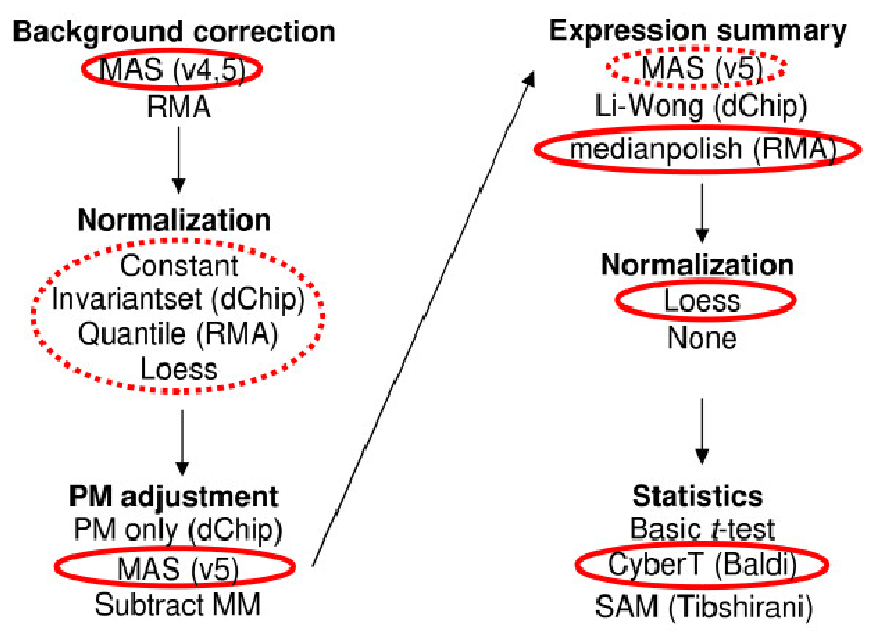 Background correction
MAS (v4,5)
RMA
Normalization
Constant
Invariantset (dChip)
Quantile (RMA)
Loess
PM adjustment
PM only (dChip)
MAS (v5)
Subtract MM
Expression summary
MAS (v5)
Li-Wong (dChip)
medianpolish (RMA)
Normalization
Loess
None
Statistics
Basic t-test
CyberT (Baldi)
SAM (Tibshirani)